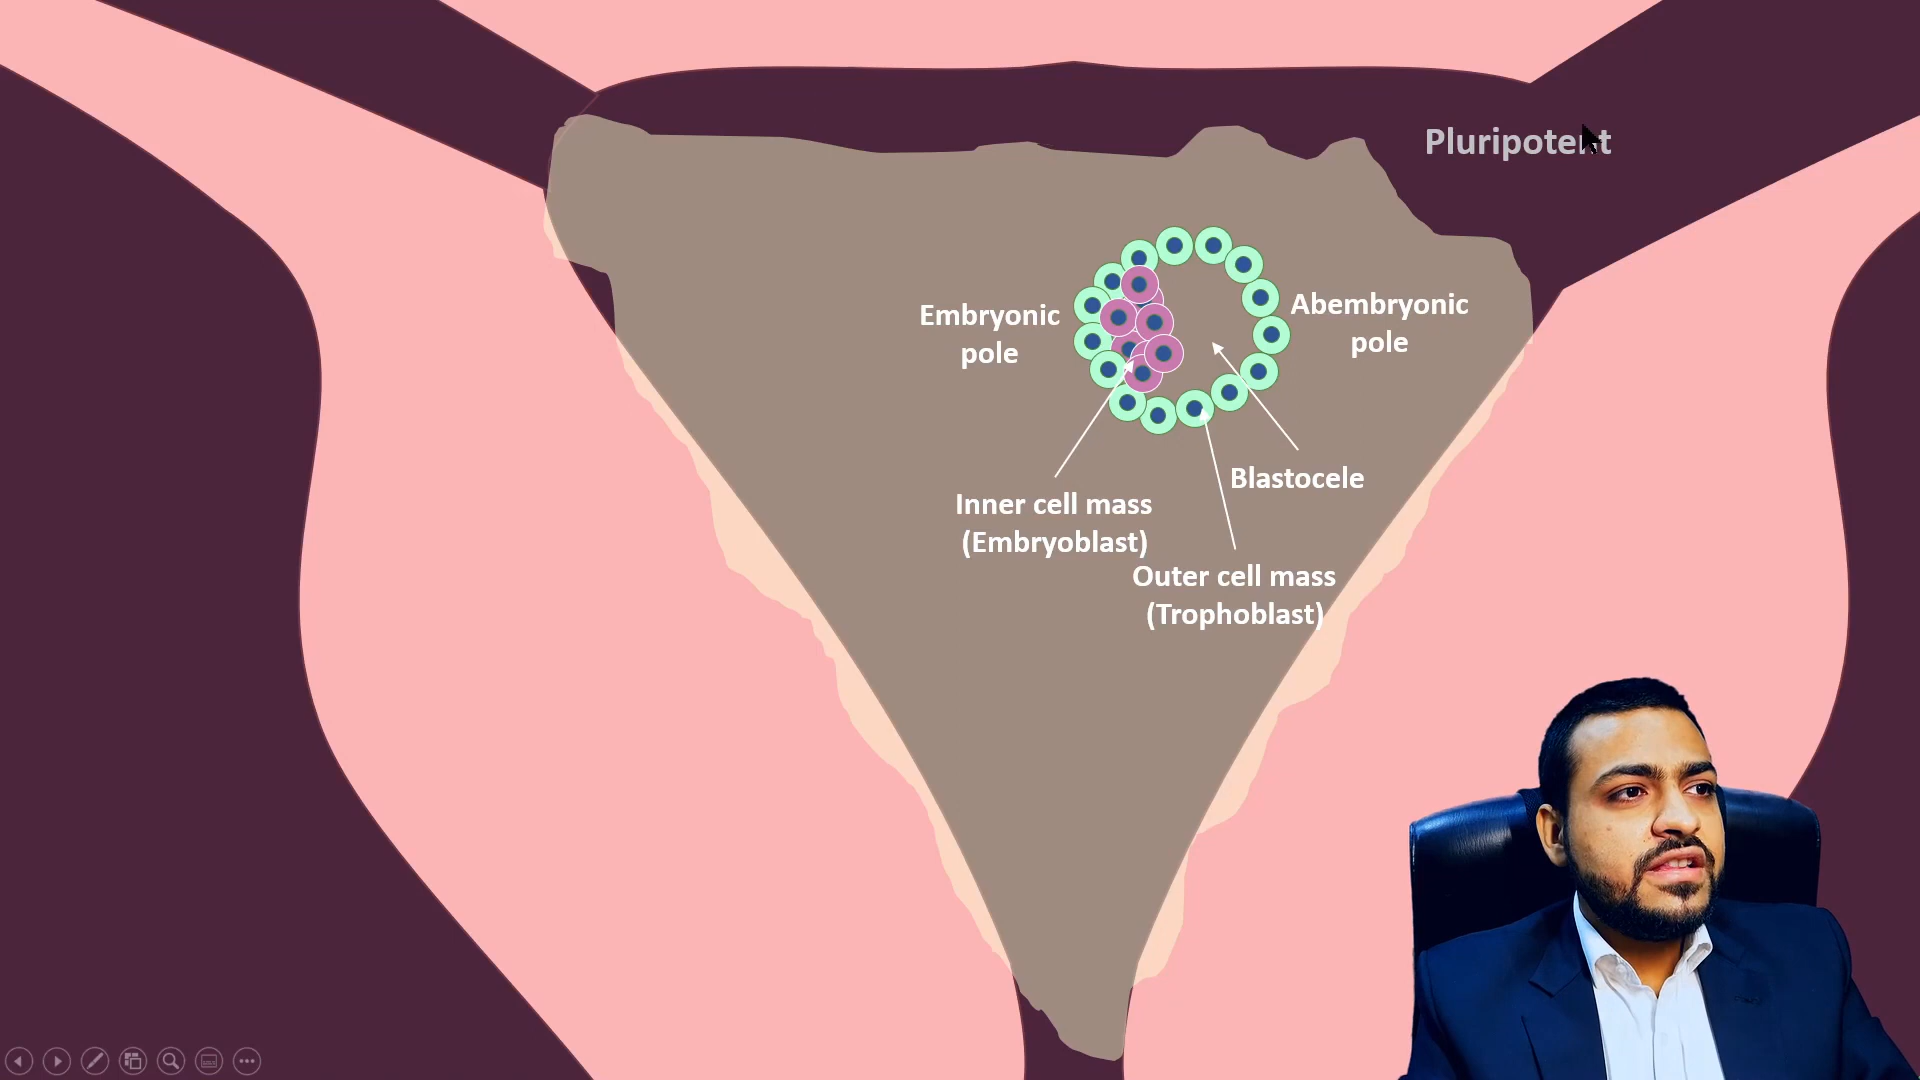 Pluripotent
Embryonic
pole
Abembryonic
pole
Blastocele
Inner cell mass
(Embryoblast)
Outer cell mass
(Trophoblast)